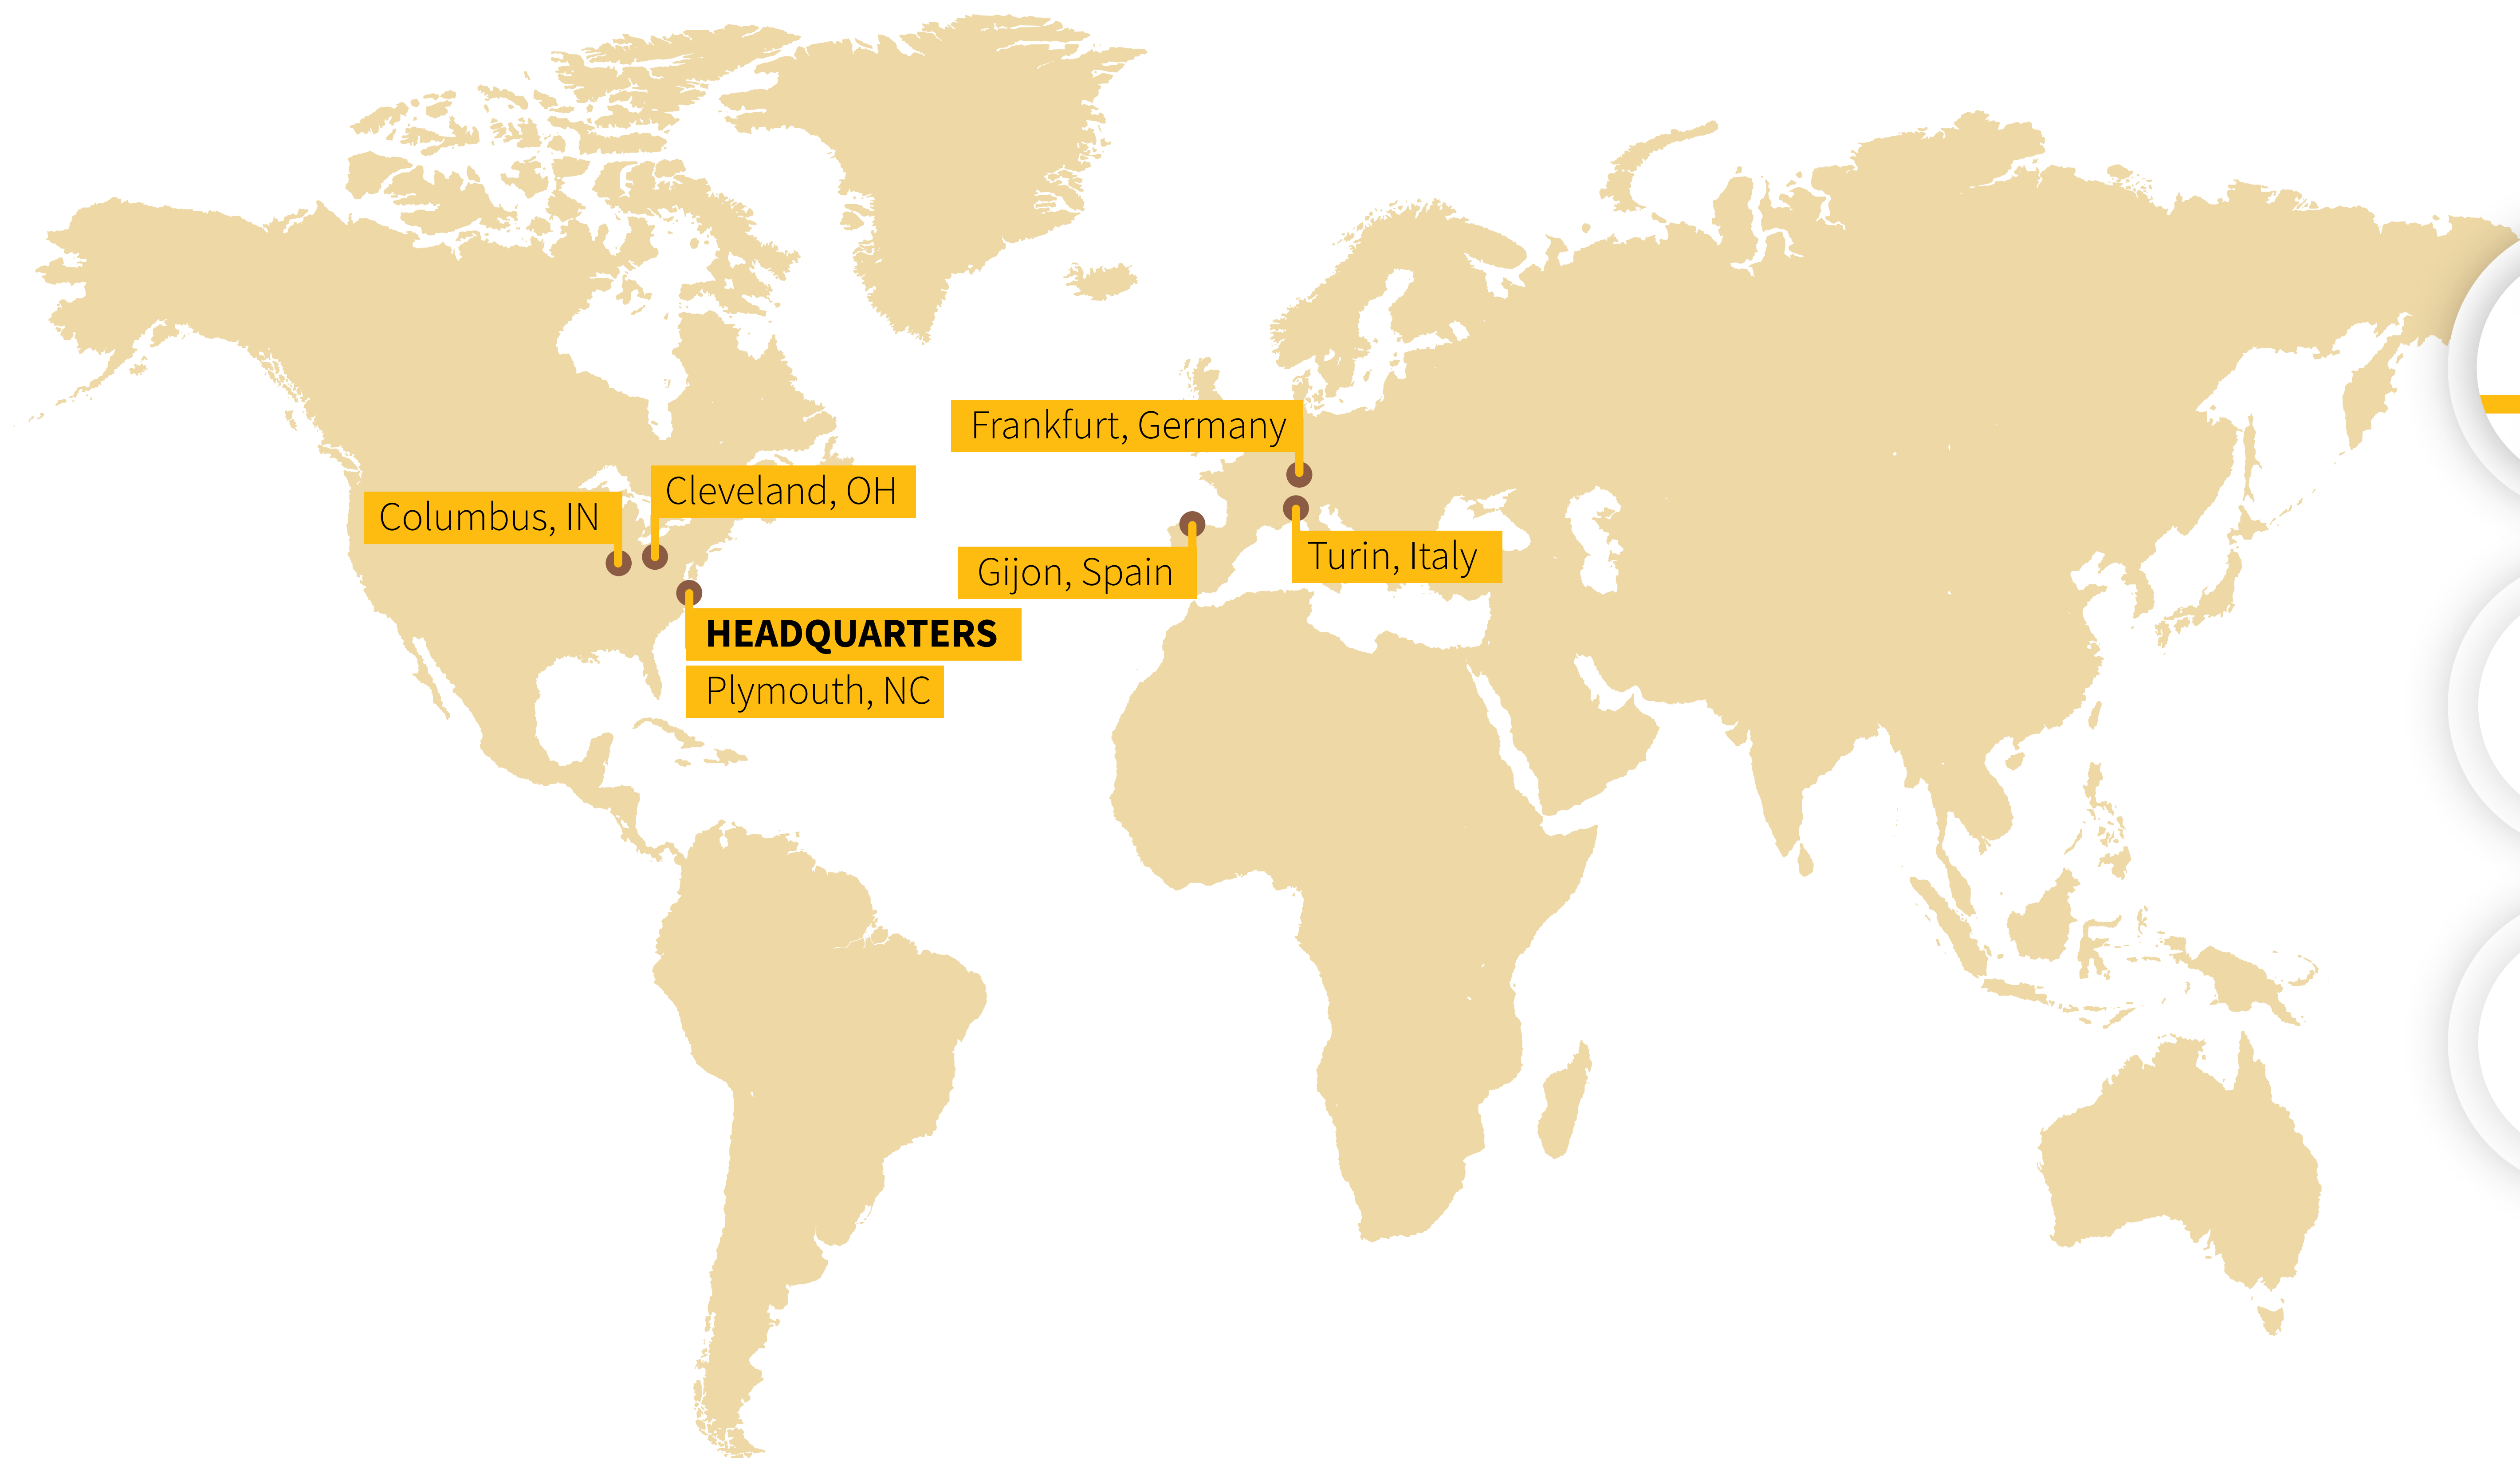 Frankfurt, Germany
Cleveland, OH
Columbus, IN
Turin, Italy
Gijon, Spain
HEADQUARTERS
Plymouth, NC